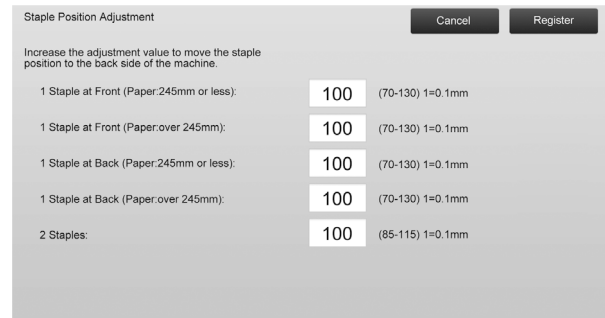 Staple Position Adjustment Cancel Register
Increase the adjustment value to move the staple
position to the back side of the machine.
1 Staple at Front (Paper:245mm or less): 100 (70-130) 1=0.1mm
1 Staple at Front (Paper:over 245mm): 100 (70-130) 1=0.1mm
1 Staple at Back (Paper:245mm or less): 100 (70-130) 1=0.1mm
1 Staple at Back (Paper:over 245mm): 100 (70-130) 1=0.1mm
2 Staples: 100 (85-115) 1=0.1mm